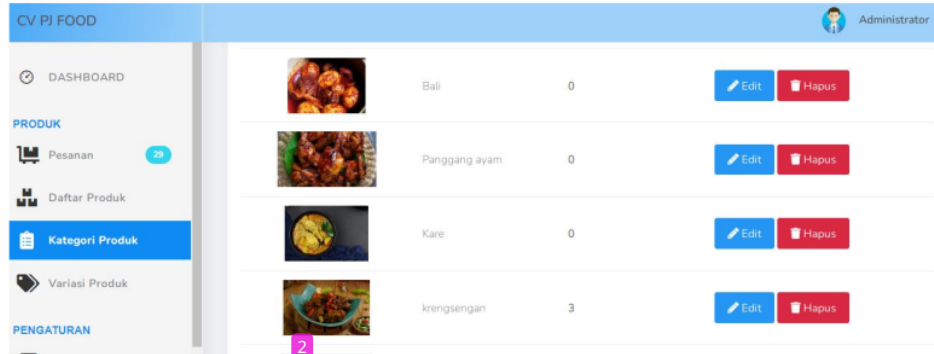 CV PJ FOOD
Administrator
DASHBOARD
PRODUK
Pesanan 29
Daftar Produk
Kategori Produk
Variasi Produk
PENGATURAN
Bali 0 Edit Hapus
Panggang ayam 0 Edit Hapus
Kare 0 Edit Hapus
krengsengan 3 Edit Hapus
2